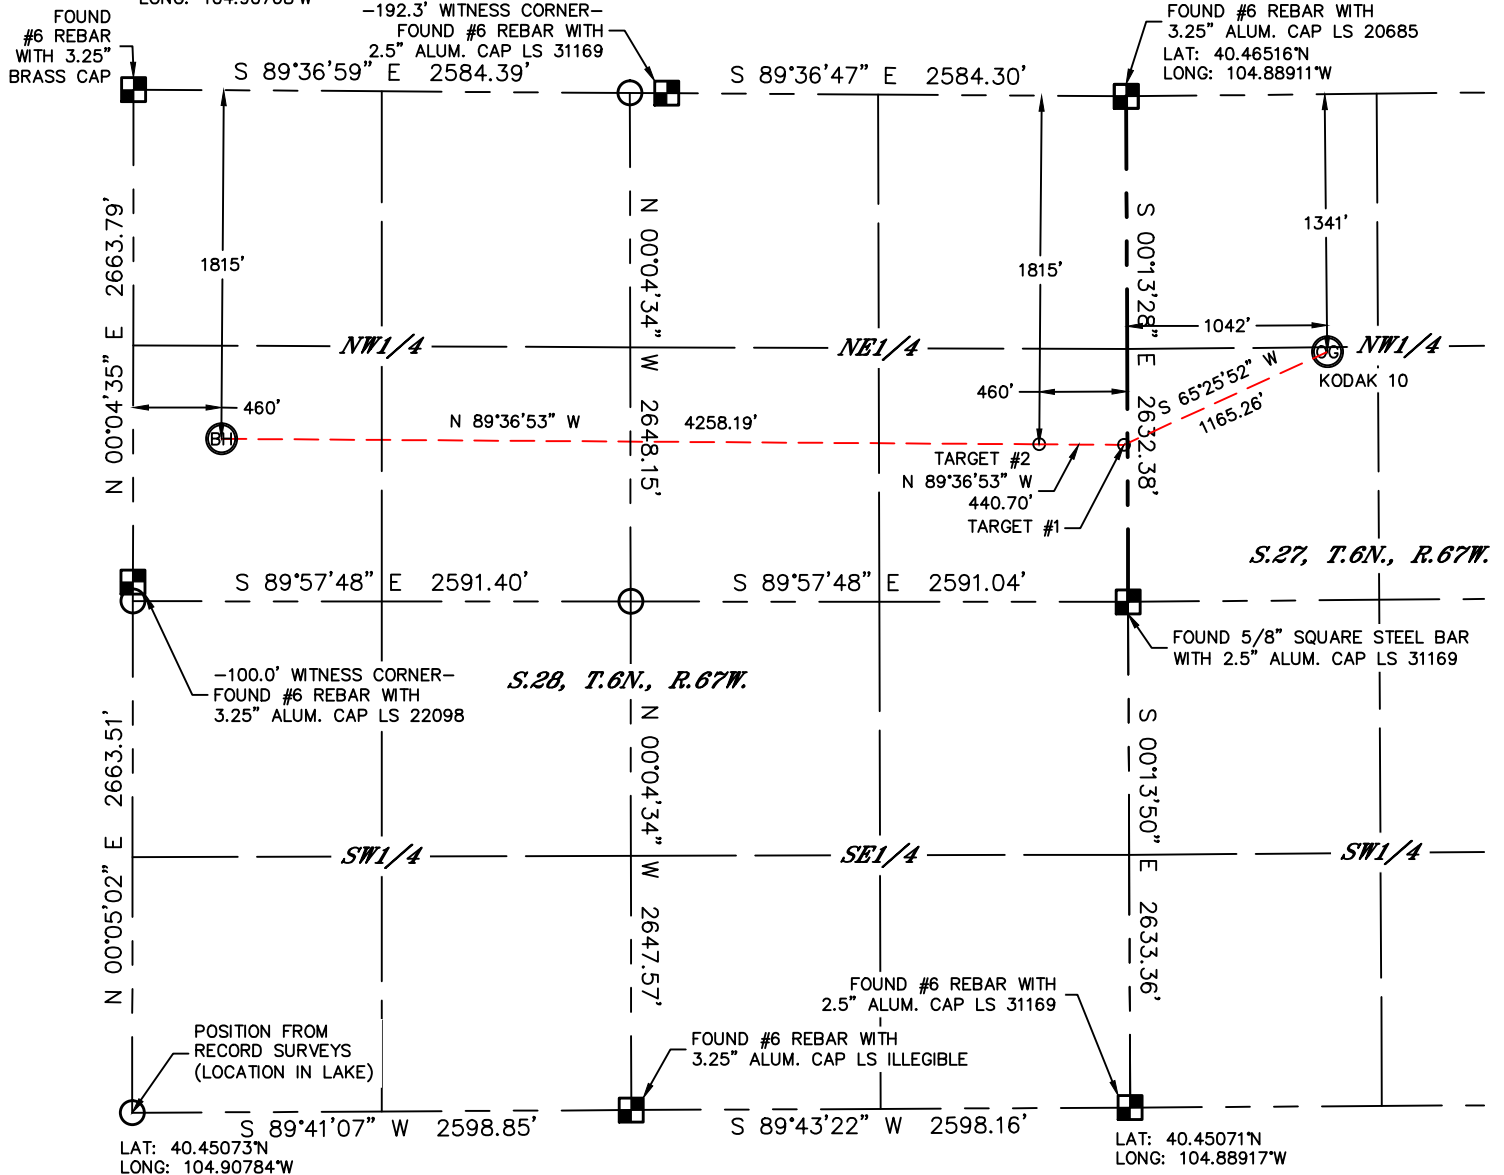 FOUND
#6 REBAR
WITH 3.25"
BRASS CAP
-192.3' WITNESS CORNER-
FOUND #6 REBAR WITH
2.5" ALUM. CAP LS 31169
FOUND #6 REBAR WITH
3.25" ALUM. CAP LS 20685
LAT: 40.46516°N
LONG: 104.88911°W
S 89°36'59" E 2584.39'
S 89°36'47" E 2584.30'
N 00°04'35" E 2663.79'
1815'
N 00°04'34" W 2648.15'
1815'
S 00°13'28" E 2632.38'
1341'
1042'
NW1/4
NE1/4
NW1/4
OG
KODAK 10
460'
460'
S 65°25'52" W
1165.26'
BH
N 89°36'53" W 4258.19'
TARGET #2
N 89°36'53" W
440.70'
TARGET #1
S.27, T.6N., R.67W.
S 89°57'48" E 2591.40'
S 89°57'48" E 2591.04'
FOUND 5/8" SQUARE STEEL BAR
WITH 2.5" ALUM. CAP LS 31169
-100.0' WITNESS CORNER-
FOUND #6 REBAR WITH
3.25" ALUM. CAP LS 22098
S.28, T.6N., R.67W.
N 00°05'02" E 2663.51'
N 00°04'34" W 2647.57'
S 00°13'50" E 2633.36'
SW1/4
SE1/4
SW1/4
FOUND #6 REBAR WITH
2.5" ALUM. CAP LS 31169
POSITION FROM
RECORD SURVEYS
(LOCATION IN LAKE)
FOUND #6 REBAR WITH
3.25" ALUM. CAP LS ILLEGIBLE
S 89°41'07" W 2598.85'
S 89°43'22" W 2598.16'
LAT: 40.45073°N
LONG: 104.90784°W
LAT: 40.45071°N
LONG: 104.88917°W